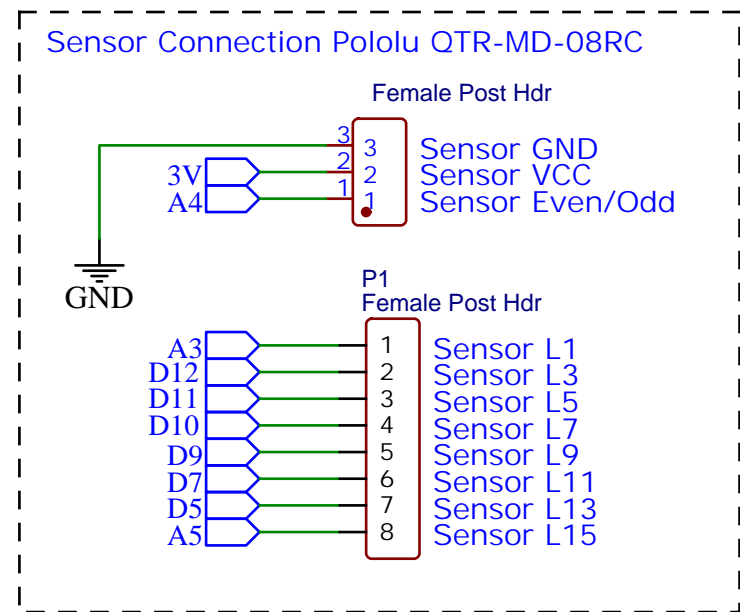 Sensor Connection Pololu QTR-MD-08RC
Female Post Hdr
3 3 Sensor GND
3V 2 2 Sensor VCC
A4 1 1 Sensor Even/Odd
GND
P1
Female Post Hdr
A3 1 Sensor L1
D12 2 Sensor L3
D11 3 Sensor L5
D10 4 Sensor L7
D9 5 Sensor L9
D7 6 Sensor L11
D5 7 Sensor L13
A5 8 Sensor L15